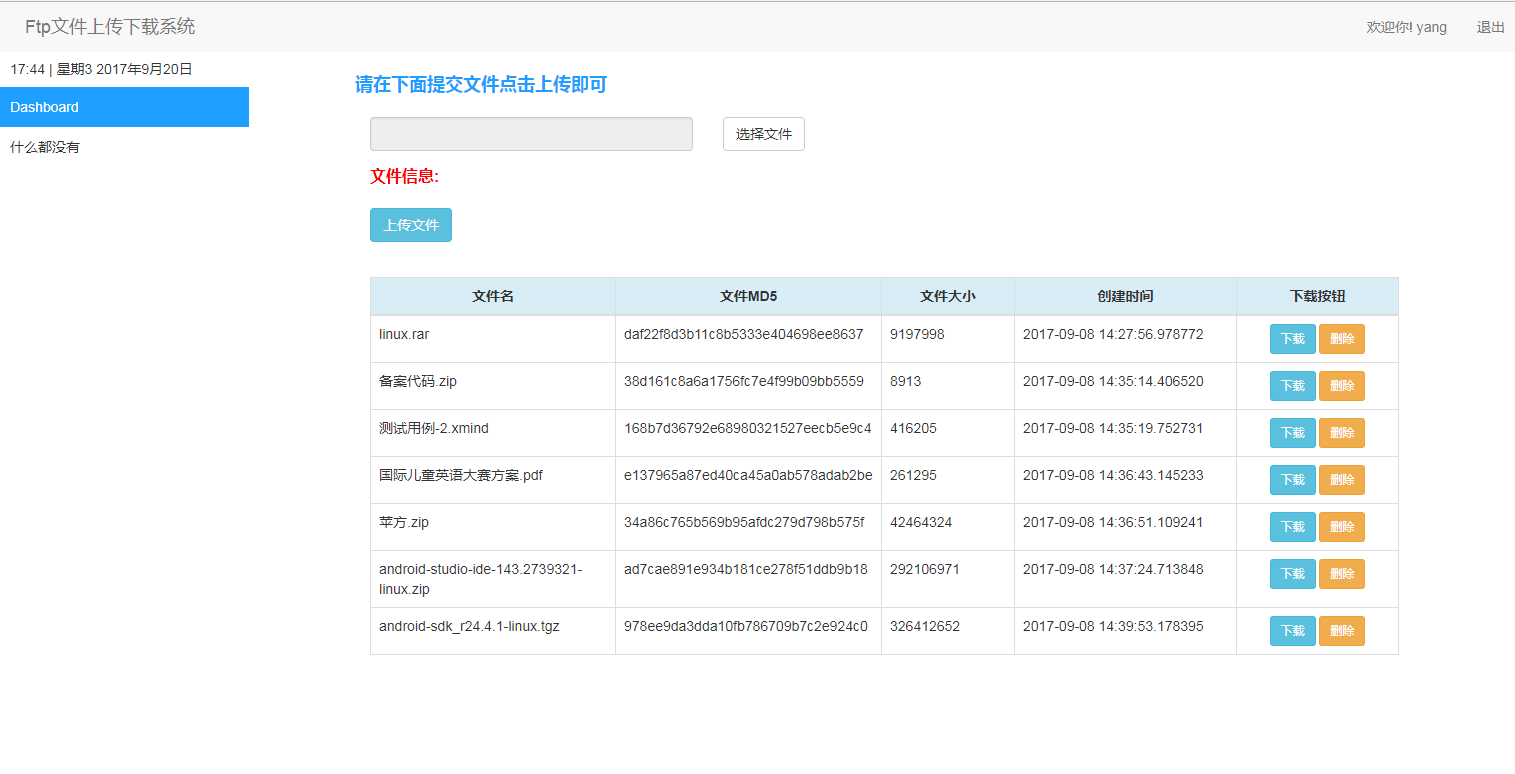 Ftp文件上传下载系统
欢迎你! yang 退出
17:44 | 星期3 2017年9月20日
Dashboard
什么都没有
请在下面提交文件点击上传即可
选择文件
文件信息:
上传文件
文件名 文件MD5 文件大小 创建时间 下载按钮
linux.rar daf22f8d3b11c8b5333e404698ee8637 9197998 2017-09-08 14:27:56.978772 下载 删除
备案代码.zip 38d161c8a6a1756fc7e4f99b09bb5559 8913 2017-09-08 14:35:14.406520 下载 删除
测试用例-2.xmind 168b7d36792e68980321527eecb5e9c4 416205 2017-09-08 14:35:19.752731 下载 删除
国际儿童英语大赛方案.pdf e137965a87ed40ca45a0ab578adab2be 261295 2017-09-08 14:36:43.145233 下载 删除
苹方.zip 34a86c765b569b95afdc279d798b575f 42464324 2017-09-08 14:36:51.109241 下载 删除
android-studio-ide-143.2739321- ad7cae891e934b181ce278f51ddb9b18 292106971 2017-09-08 14:37:24.713848 下载 删除
linux.zip
android-sdk_r24.4.1-linux.tgz 978ee9da3dda10fb786709b7c2e924c0 326412652 2017-09-08 14:39:53.178395 下载 删除